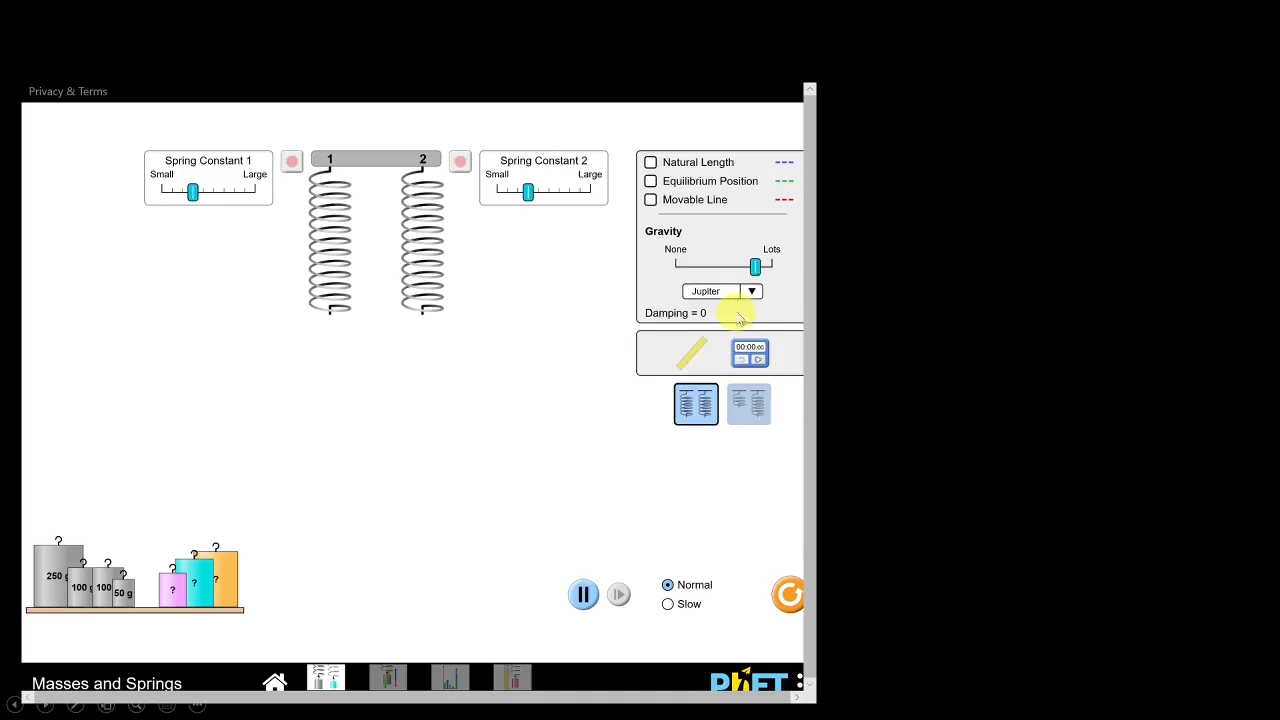 Privacy & Terms
Spring Constant 1
Small Large
1 2
Spring Constant 2
Small Large
Natural Length
Equilibrium Position
Movable Line
Gravity
None Lots
Jupiter
Damping = 0
00:00.00
250 g
100 g
100
50 g
? ? ?
Normal
Slow
Masses and Springs
PhET